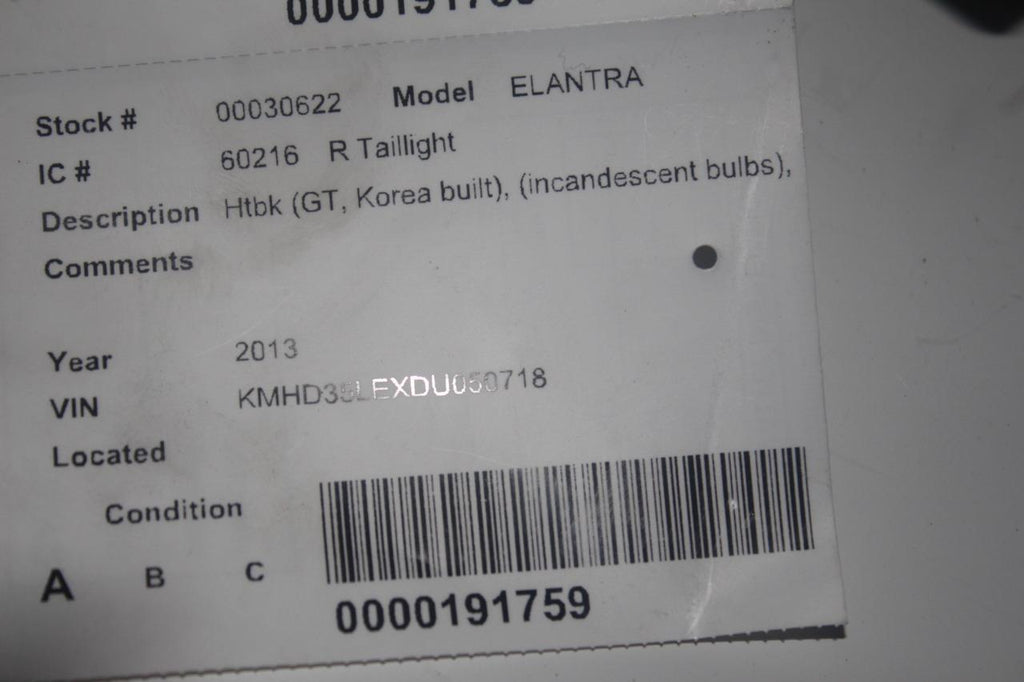 Stock # 00030622 Model ELANTRA
IC # 60216 R Taillight
Description Htbk (GT, Korea built), (incandescent bulbs),
Comments
Year 2013
VIN KMHD35LEXDU050718
Located
Condition
A B C
0000191759